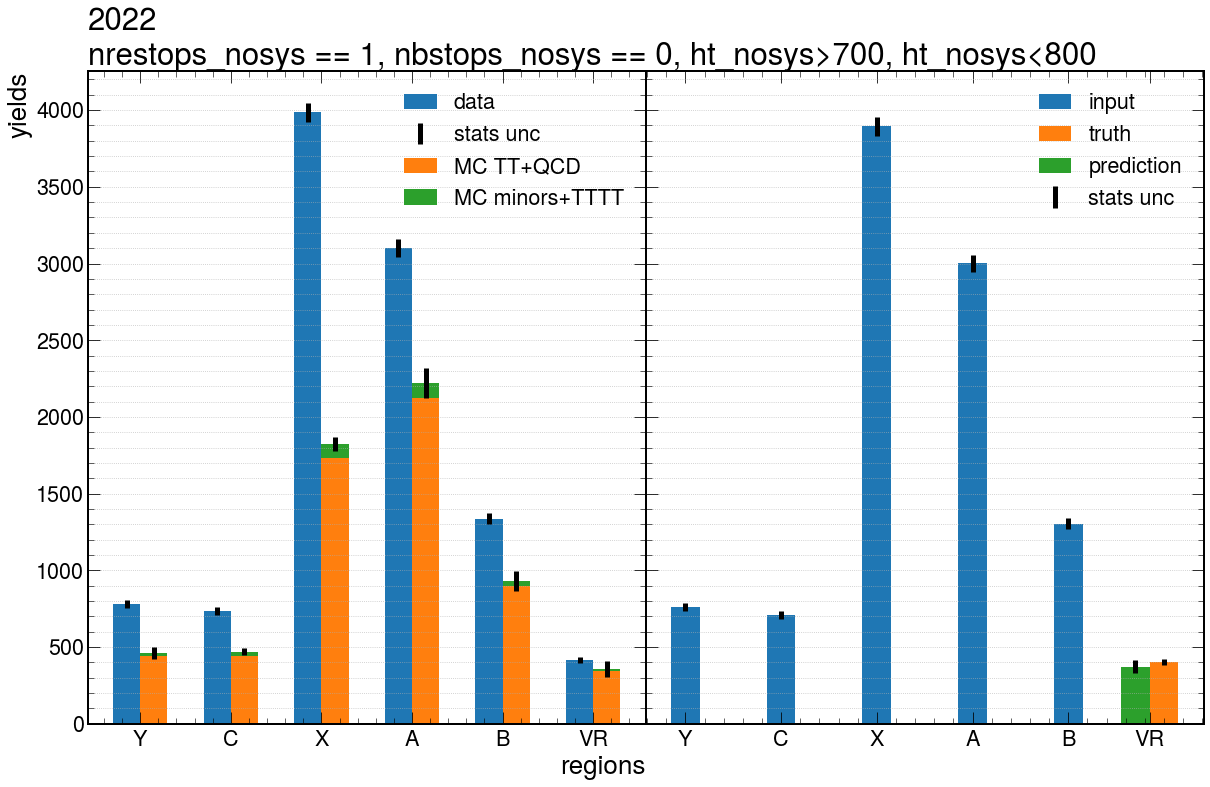 2022
nrestops_nosys == 1, nbstops_nosys == 0, ht_nosys>700, ht_nosys<800
yields
4000
3500
3000
2500
2000
1500
1000
500
0
data
stats unc
MC TT+QCD
MC minors+TTTT
input
truth
prediction
stats unc
Y C X A B VR
Y C X A B VR
regions